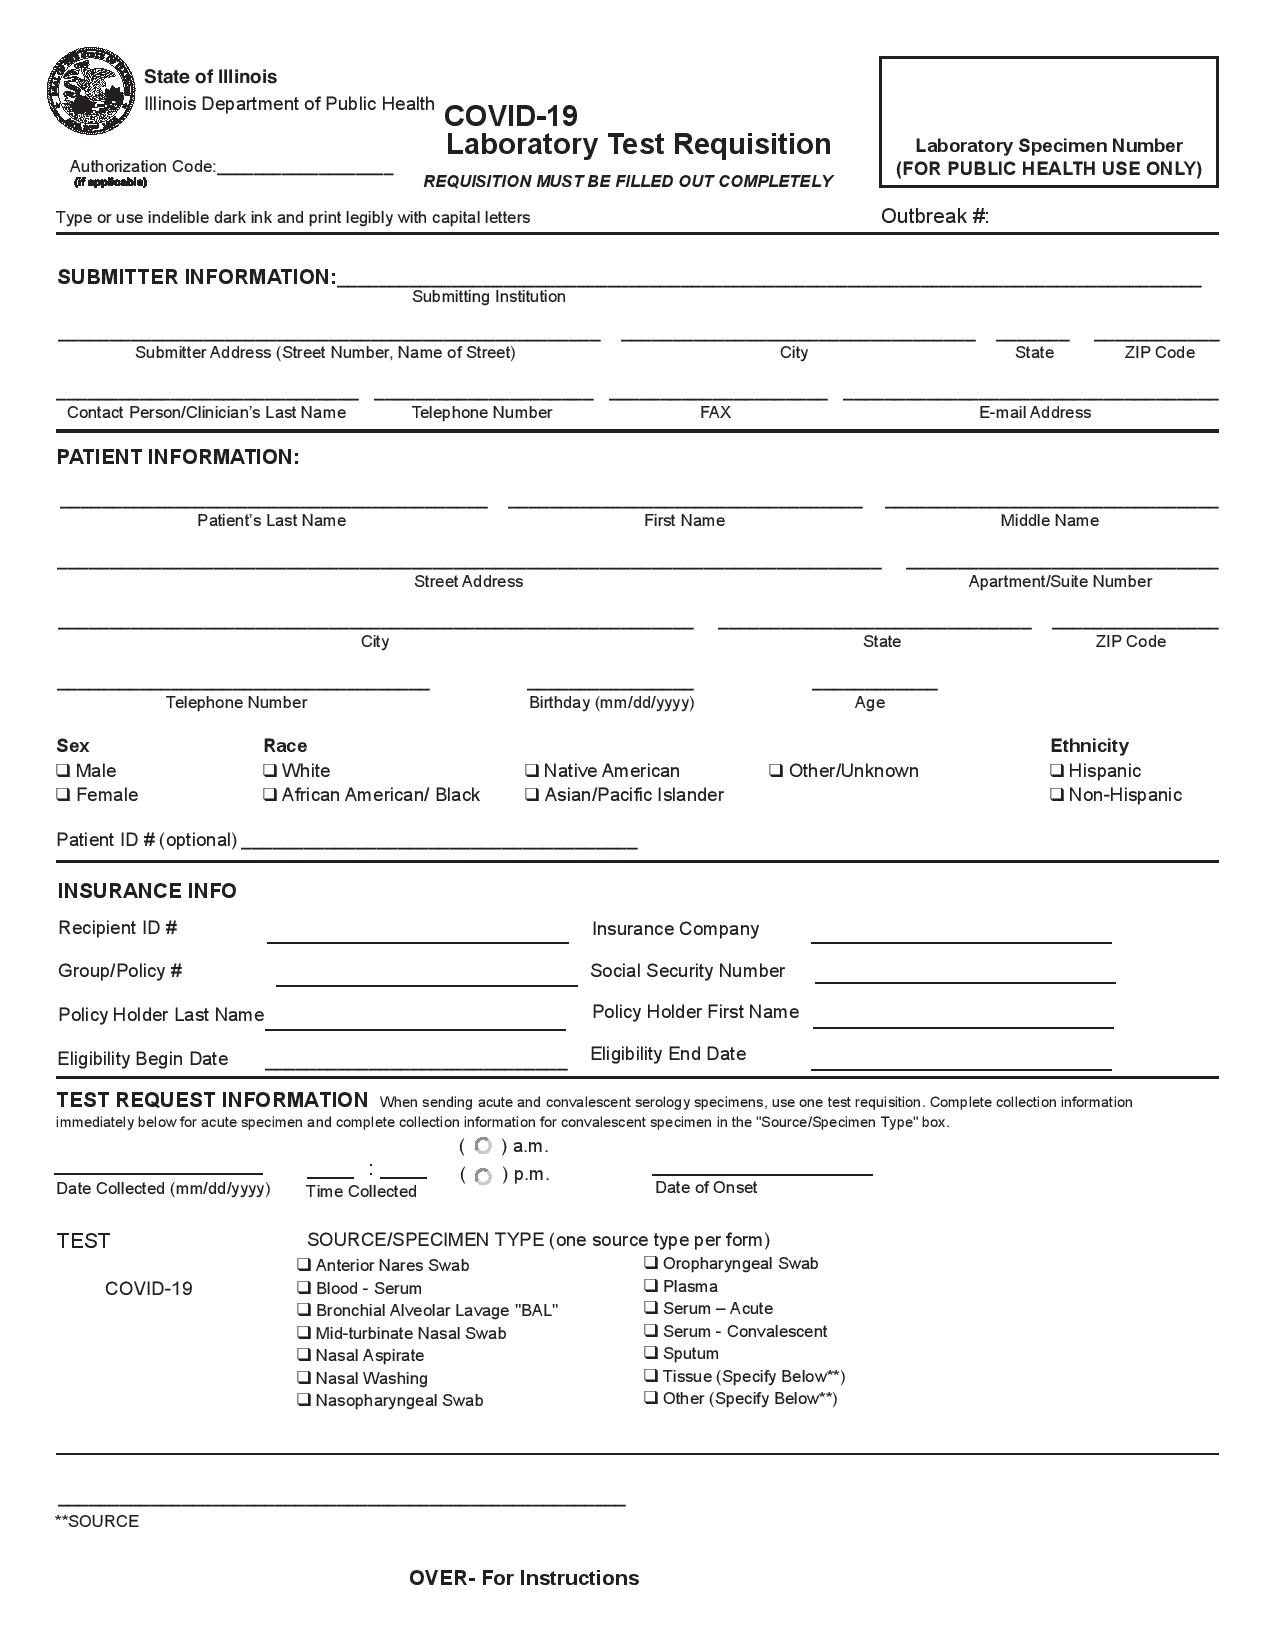 State of Illinois
Illinois Department of Public Health
COVID-19
Laboratory Test Requisition
Laboratory Specimen Number
(FOR PUBLIC HEALTH USE ONLY)
Authorization Code:___________________
(if applicable)
REQUISITION MUST BE FILLED OUT COMPLETELY
Type or use indelible dark ink and print legibly with capital letters
Outbreak #:
SUBMITTER INFORMATION:
Submitting Institution
Submitter Address (Street Number, Name of Street) City State ZIP Code
Contact Person/Clinician’s Last Name Telephone Number FAX E-mail Address
PATIENT INFORMATION:
Patient’s Last Name First Name Middle Name
Street Address Apartment/Suite Number
City State ZIP Code
Telephone Number Birthday (mm/dd/yyyy) Age
Sex Race Ethnicity
❏ Male ❏ White ❏ Native American ❏ Other/Unknown ❏ Hispanic
❏ Female ❏ African American/ Black ❏ Asian/Pacific Islander ❏ Non-Hispanic
Patient ID # (optional)
INSURANCE INFO
Recipient ID # Insurance Company
Group/Policy # Social Security Number
Policy Holder Last Name Policy Holder First Name
Eligibility Begin Date Eligibility End Date
TEST REQUEST INFORMATION When sending acute and convalescent serology specimens, use one test requisition. Complete collection information
immediately below for acute specimen and complete collection information for convalescent specimen in the "Source/Specimen Type" box.
( ) a.m.
____ : ____ ( ) p.m.
Date Collected (mm/dd/yyyy) Time Collected Date of Onset
TEST SOURCE/SPECIMEN TYPE (one source type per form)
COVID-19
❏ Anterior Nares Swab
❏ Blood - Serum
❏ Bronchial Alveolar Lavage "BAL"
❏ Mid-turbinate Nasal Swab
❏ Nasal Aspirate
❏ Nasal Washing
❏ Nasopharyngeal Swab
❏ Oropharyngeal Swab
❏ Plasma
❏ Serum – Acute
❏ Serum - Convalescent
❏ Sputum
❏ Tissue (Specify Below**)
❏ Other (Specify Below**)
**SOURCE
OVER- For Instructions